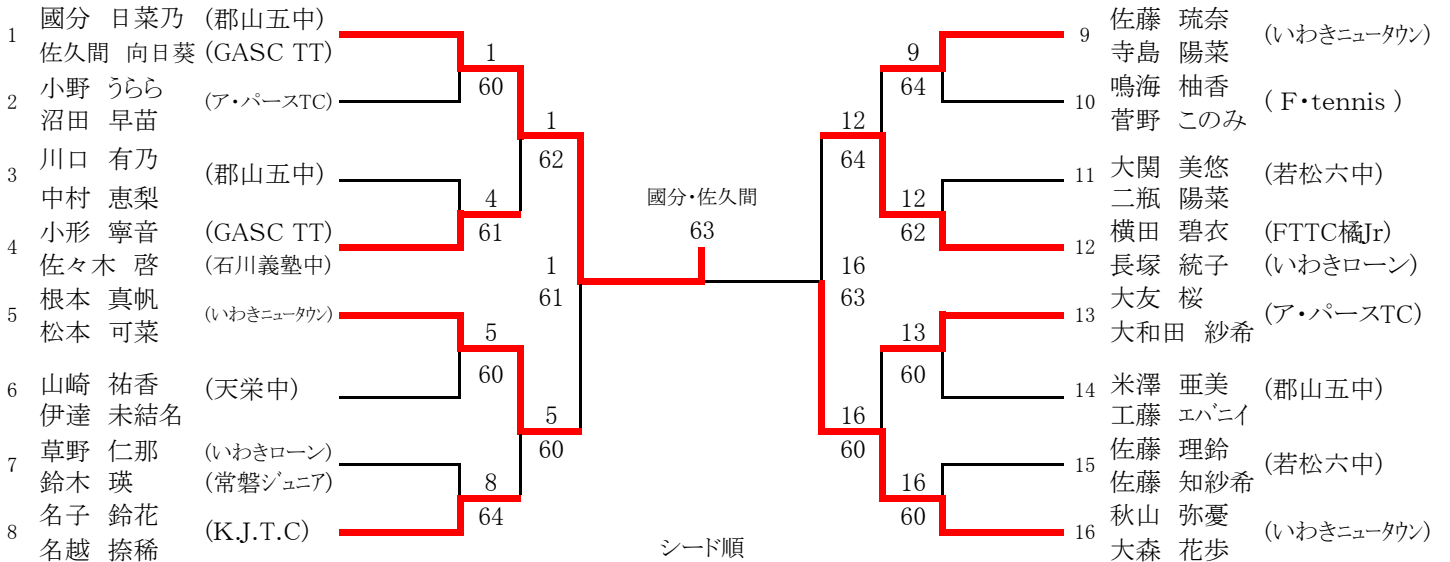 1 國分 日菜乃 (郡山五中)
佐久間 向日葵 (GASC TT)
2 小野 うらら (ア・パースTC)
沼田 早苗
3 川口 有乃 (郡山五中)
中村 恵梨
4 小形 寧音 (GASC TT)
佐々木 啓 (石川義塾中)
5 根本 真帆 (いわきニュータウン)
松本 可菜
6 山崎 祐香 (天栄中)
伊達 未結名
7 草野 仁那 (いわきローン)
鈴木 瑛 (常磐ジュニア)
8 名子 鈴花 (K.J.T.C)
名越 捺稀
1
60
4
61
5
60
8
64
1
62
5
60
1
61
國分・佐久間
63
シード順
16
63
12
64
16
60
9
64
12
62
13
60
16
60
9 佐藤 琉奈 (いわきニュータウン)
寺島 陽菜
10 鳴海 柚香 ( F・tennis )
菅野 このみ
11 大関 美悠 (若松六中)
二瓶 陽菜
12 横田 碧衣 (FTTC橘Jr)
長塚 統子 (いわきローン)
13 大友 桜 (ア・パースTC)
大和田 紗希
14 米澤 亜美 (郡山五中)
工藤 エバニイ
15 佐藤 理鈴 (若松六中)
佐藤 知紗希
16 秋山 弥憂 (いわきニュータウン)
大森 花歩